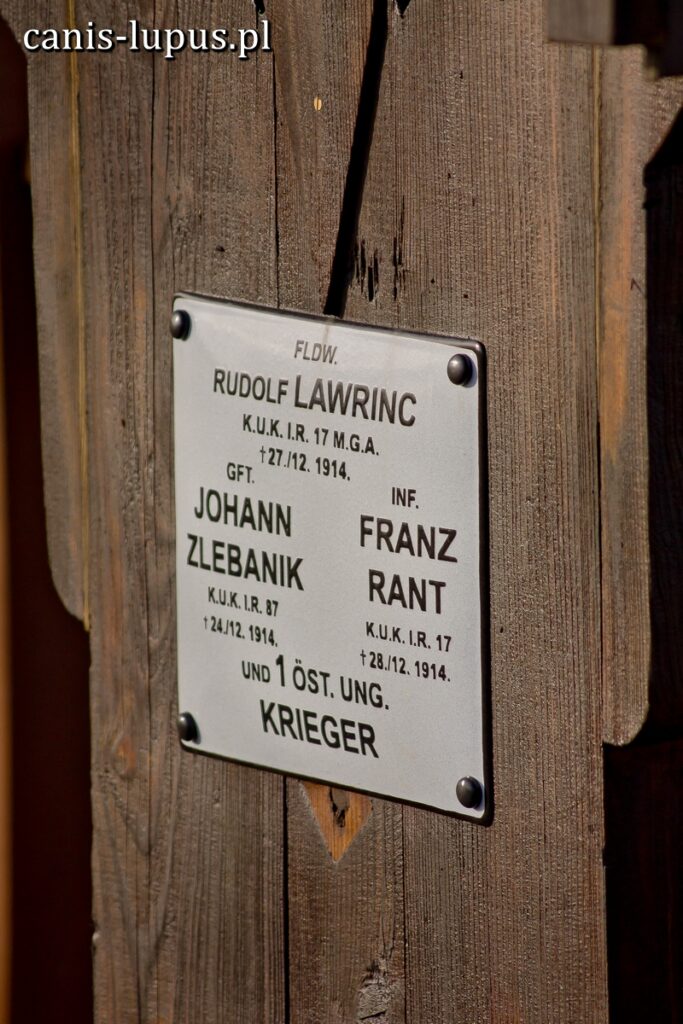 canis-lupus.pl
FLDW.
RUDOLF LAWRINC
K.U.K. I.R. 17 M.G.A.
†27./12. 1914.
GFT.
JOHANN
ZLEBANIK
K.U.K. I.R. 87
†24./12. 1914.
INF.
FRANZ
RANT
K.U.K. I.R. 17
†28./12. 1914.
UND 1 ÖST. UNG.
KRIEGER